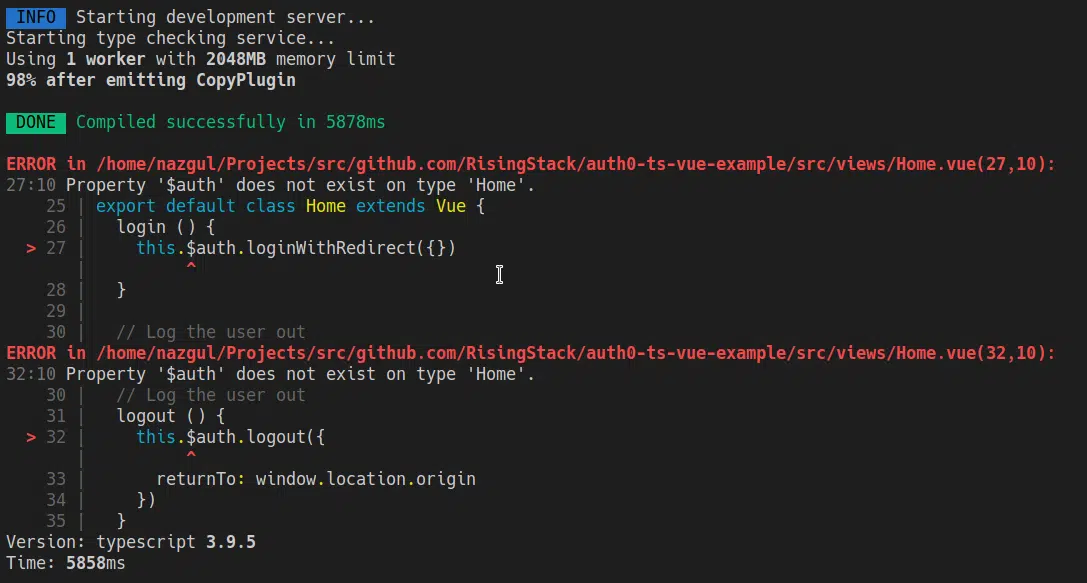 INFO Starting development server...
Starting type checking service...
Using 1 worker with 2048MB memory limit
98% after emitting CopyPlugin
DONE Compiled successfully in 5878ms
ERROR in /home/nazgul/Projects/src/github.com/RisingStack/auth0-ts-vue-example/src/views/Home.vue(27,10):
27:10 Property '$auth' does not exist on type 'Home'.
    25 | export default class Home extends Vue {
    26 |   login () {
  > 27 |     this.$auth.loginWithRedirect({})
       |          ^
    28 |   }
    29 |
    30 |   // Log the user out
ERROR in /home/nazgul/Projects/src/github.com/RisingStack/auth0-ts-vue-example/src/views/Home.vue(32,10):
32:10 Property '$auth' does not exist on type 'Home'.
    30 |   // Log the user out
    31 |   logout () {
  > 32 |     this.$auth.logout({
       |          ^
    33 |       returnTo: window.location.origin
    34 |     })
    35 |   }
Version: typescript 3.9.5
Time: 5858ms